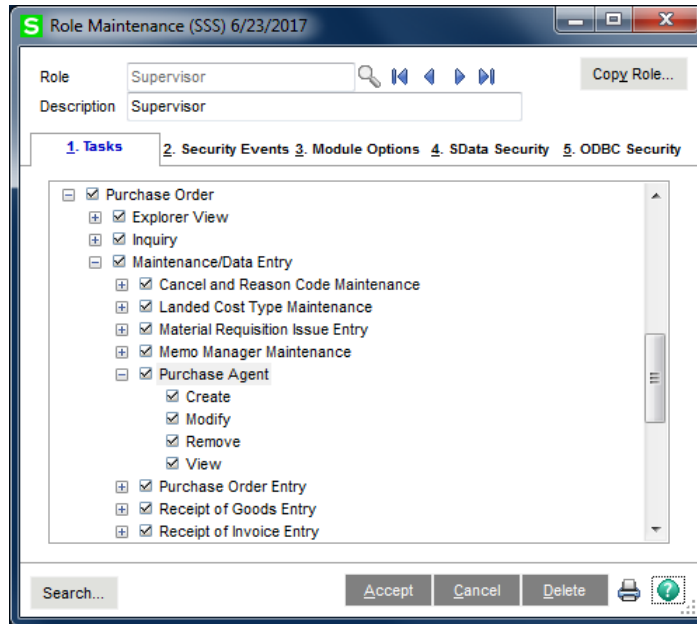 S Role Maintenance (SSS) 6/23/2017
Role Supervisor Copy Role...
Description Supervisor
1. Tasks 2. Security Events 3. Module Options 4. SData Security 5. ODBC Security
Purchase Order
Explorer View
Inquiry
Maintenance/Data Entry
Cancel and Reason Code Maintenance
Landed Cost Type Maintenance
Material Requisition Issue Entry
Memo Manager Maintenance
Purchase Agent
Create
Modify
Remove
View
Purchase Order Entry
Receipt of Goods Entry
Receipt of Invoice Entry
Search... Accept Cancel Delete ?